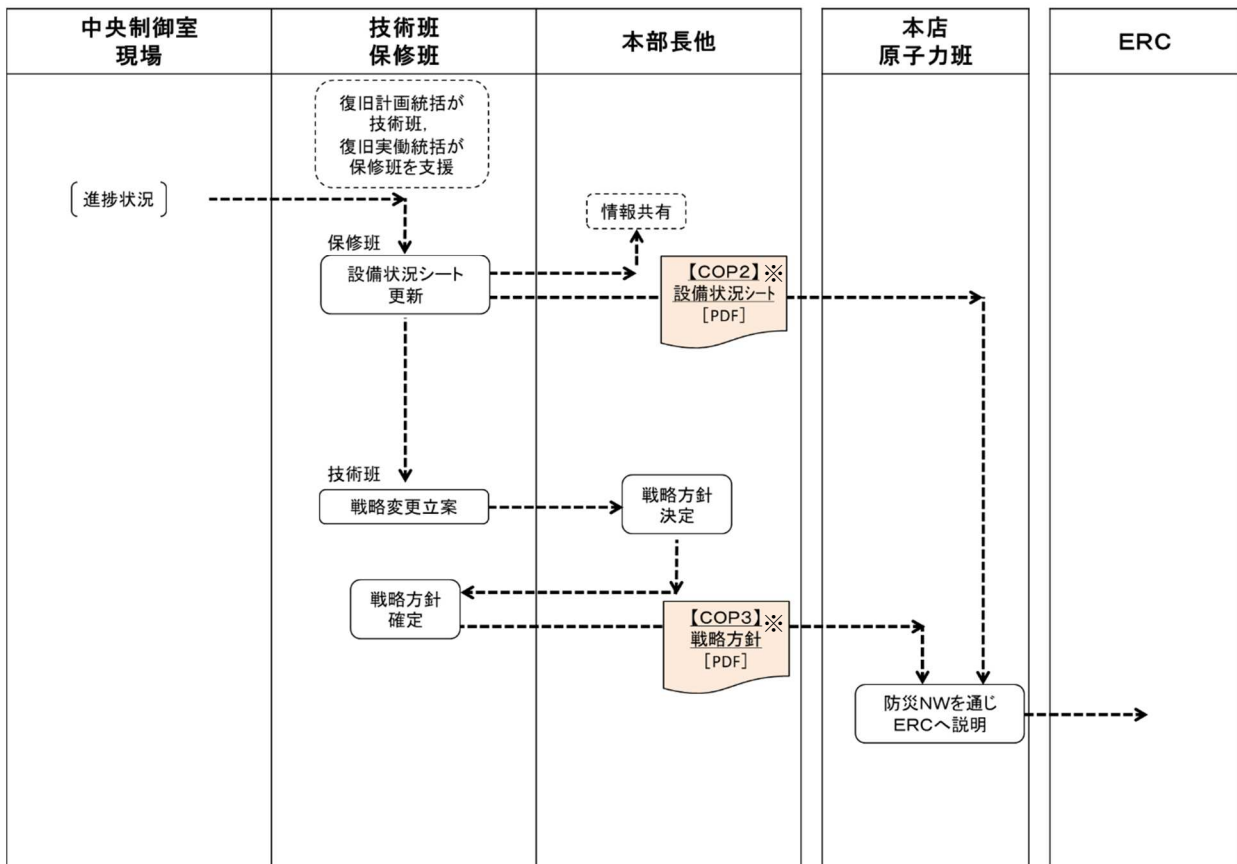 中央制御室
現場
技術班
保修班
本部長他
本店
原子力班
ERC
復旧計画統括が
技術班，
復旧実働統括が
保修班を支援
進捗状況
情報共有
保修班
設備状況シート
更新
【COP2】※
設備状況シート
［PDF］
技術班
戦略変更立案
戦略方針
決定
戦略方針
確定
【COP3】※
戦略方針
［PDF］
防災NWを通じ
ERCへ説明